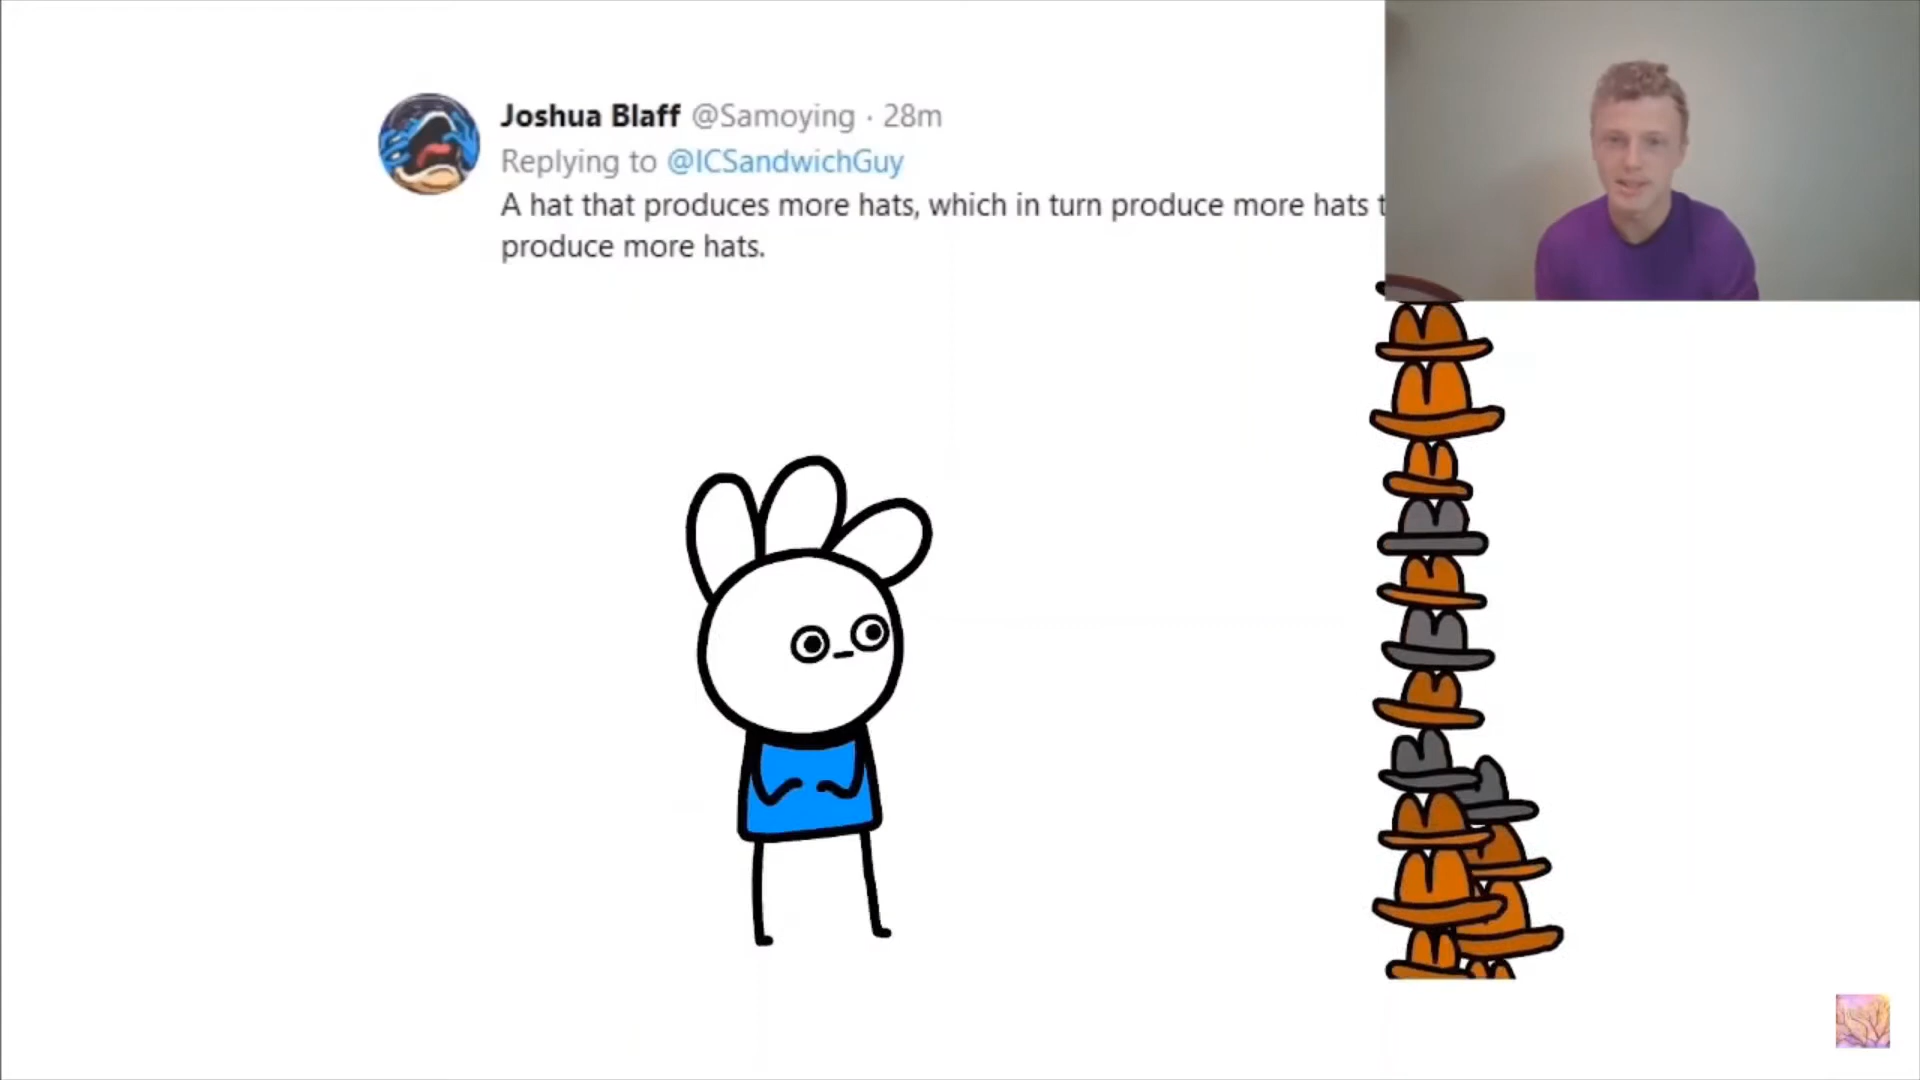 Joshua Blaff @Samoying · 28m
Replying to @ICSandwichGuy
A hat that produces more hats, which in turn produce more hats
produce more hats.